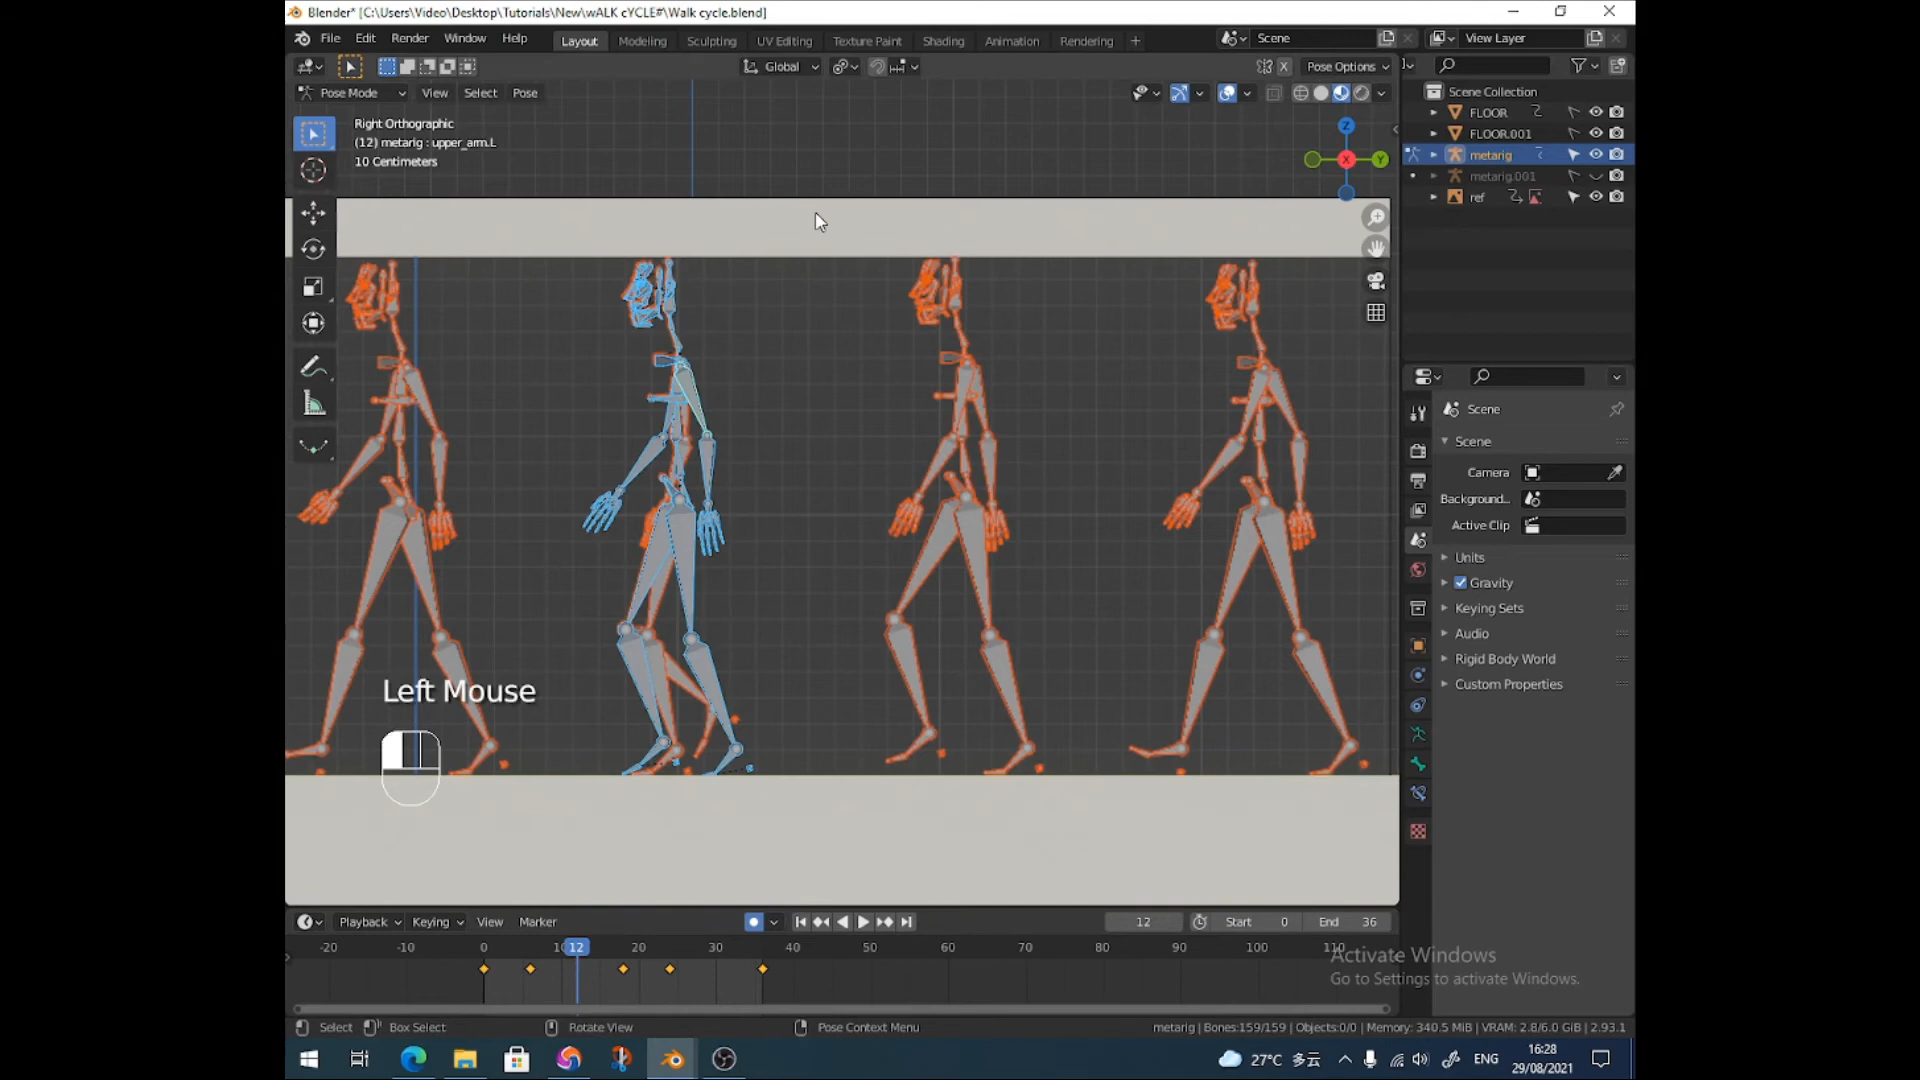 Blender* [C:\Users\Video\Desktop\Tutorials\New\wALK cYCLE#\Walk cycle.blend]
File Edit Render Window Help Layout Modeling Sculpting UV Editing Texture Paint Shading Animation Rendering + Scene View Layer
Global Pose Options
Pose Mode View Select Pose
Right Orthographic
(12) metarig : upper_arm.L
10 Centimeters
Z
Y
X
Scene Collection
FLOOR
FLOOR.001
metarig
metarig.001
ref
Scene
Scene
Camera
Background..
Active Clip
Units
Gravity
Keying Sets
Audio
Rigid Body World
Custom Properties
Left Mouse
Playback Keying View Marker 12 Start 0 End 36
-20 -10 0 10 12 20 30 40 50 60 70 80 90 100 110
Activate Windows
Go to Settings to activate Windows.
Select Box Select Rotate View Pose Context Menu metarig | Bones:159/159 | Objects:0/0 | Memory: 340.5 MiB | VRAM: 2.8/6.0 GiB | 2.93.1
27°C 多云 ENG 16:28
29/08/2021